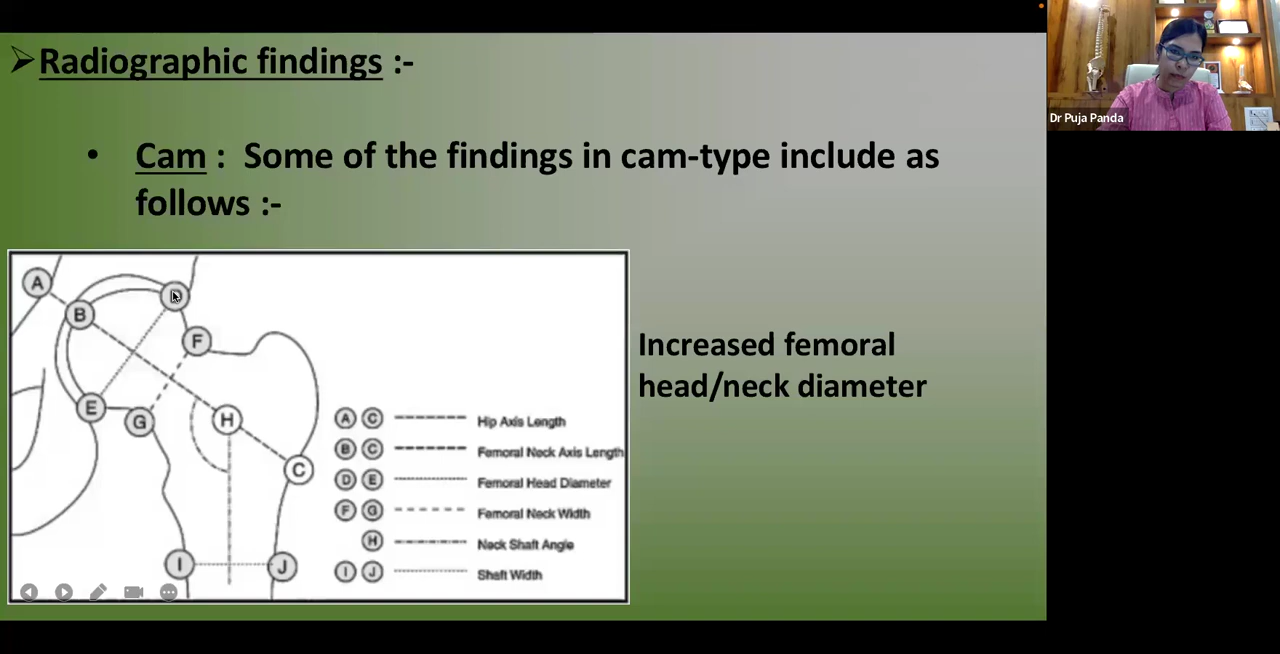 ➢Radiographic findings :-
• Cam : Some of the findings in cam-type include as
follows :-
A
B
D
F
E
G
H
C
I
J
A C Hip Axis Length
B C Femoral Neck Axis Length
D E Femoral Head Diameter
F G Femoral Neck Width
H Neck Shaft Angle
I J Shaft Width
Increased femoral
head/neck diameter
Dr Puja Panda